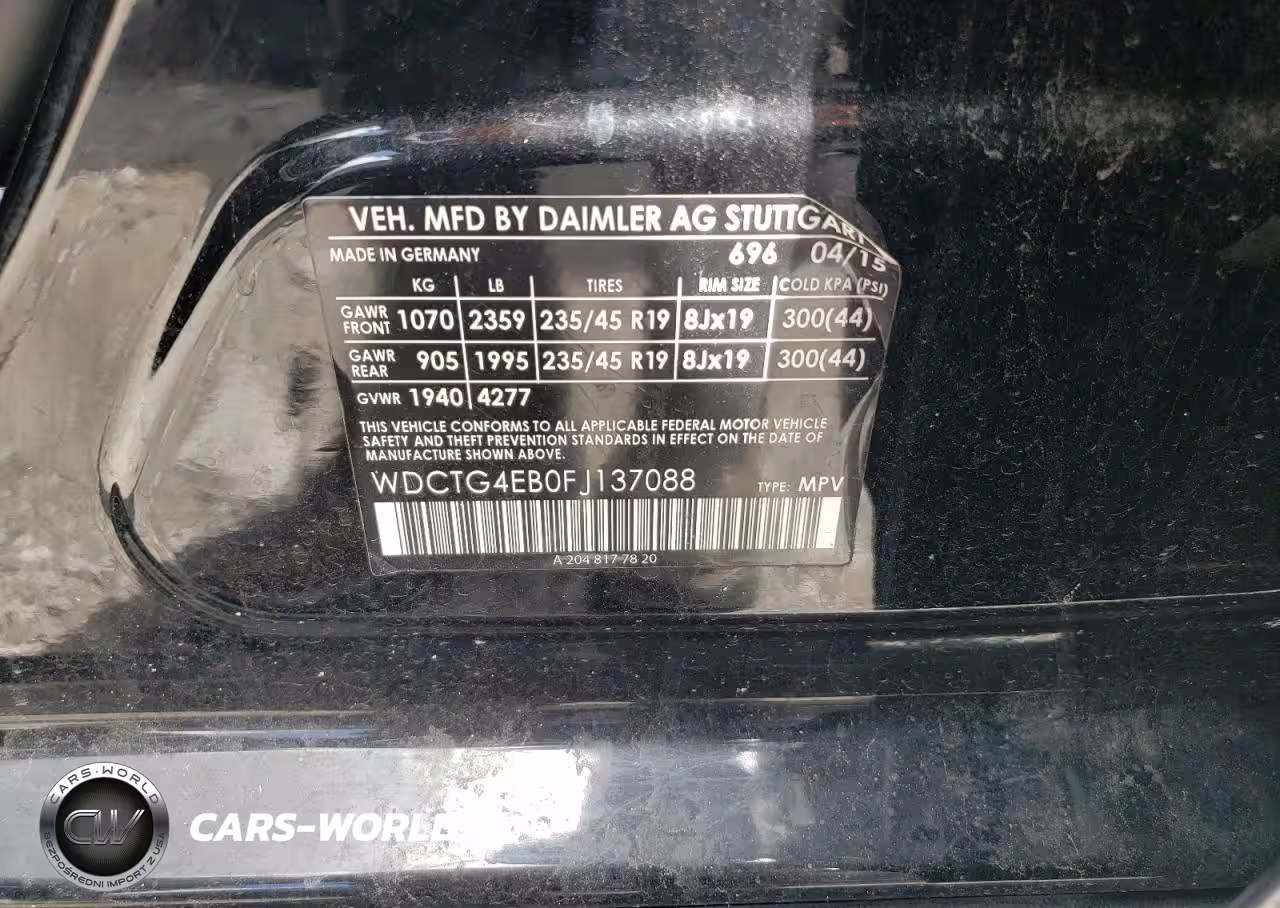 VEH. MFD BY DAIMLER AG STUTTGART
MADE IN GERMANY 696 04/15
KG LB TIRES RIM SIZE COLD KPA (PSI)
GAWR FRONT 1070 2359 235/45 R19 8Jx19 300(44)
GAWR REAR 905 1995 235/45 R19 8Jx19 300(44)
GVWR 1940 4277
THIS VEHICLE CONFORMS TO ALL APPLICABLE FEDERAL MOTOR VEHICLE
SAFETY AND THEFT PREVENTION STANDARDS IN EFFECT ON THE DATE OF
MANUFACTURE SHOWN ABOVE.
WDCTG4EB0FJ137088 TYPE: MPV
A 204 817 78 20
CARS-WORLD
CW
BEZPOŚREDNI IMPORT Z USA
CARS-WORLD